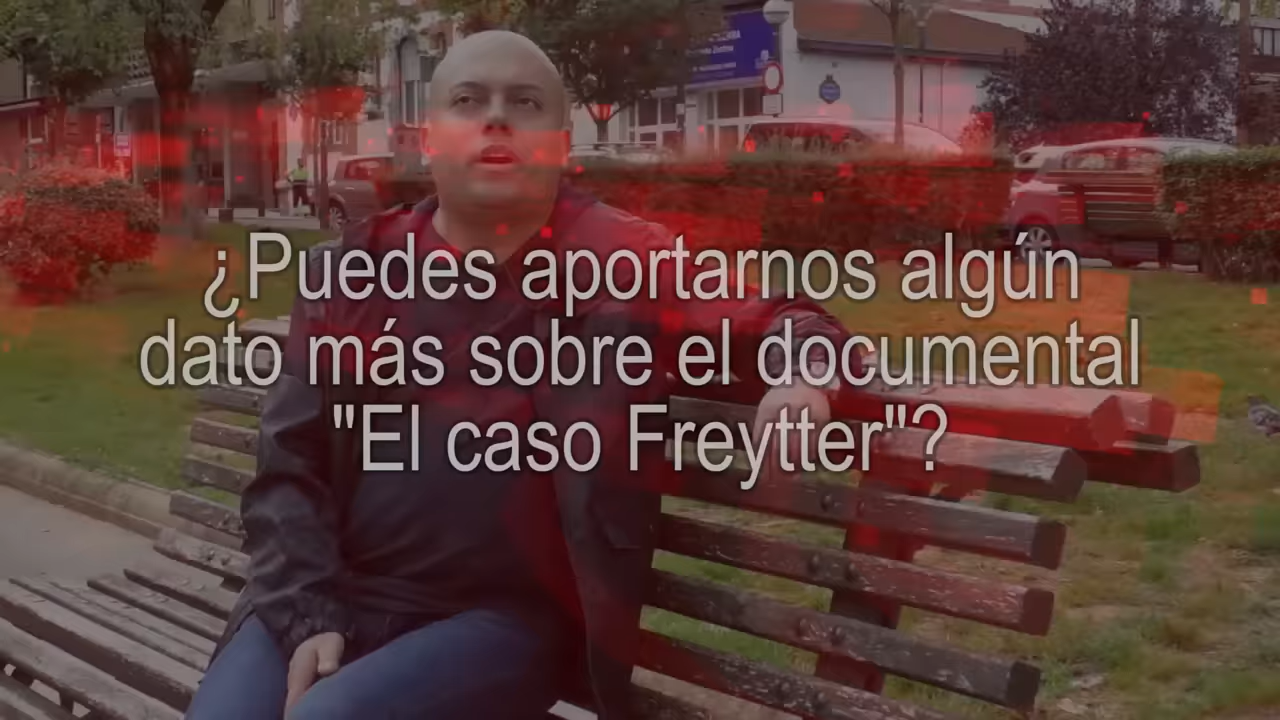 ¿Puedes aportarnos algún
dato más sobre el documental
"El caso Freytter"?